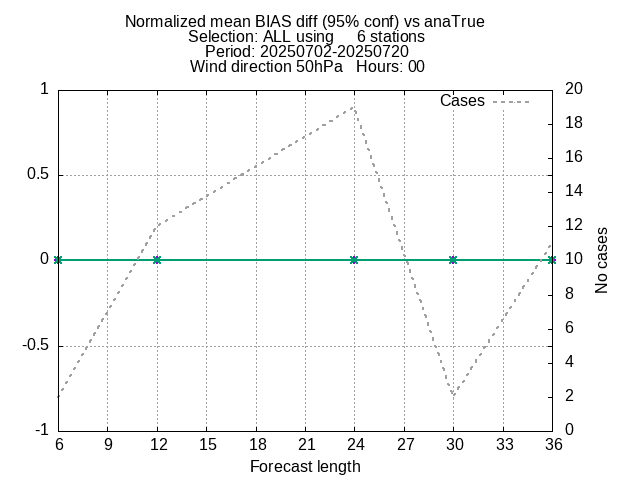 Normalized mean BIAS diff (95% conf) vs anaTrue
Selection: ALL using     6 stations
Period: 20250702-20250720
Wind direction 50hPa   Hours: 00
Cases
1
0.5
0
-0.5
-1
20
18
16
14
12
10
8
6
4
2
0
No cases
6 9 12 15 18 21 24 27 30 33 36
Forecast length